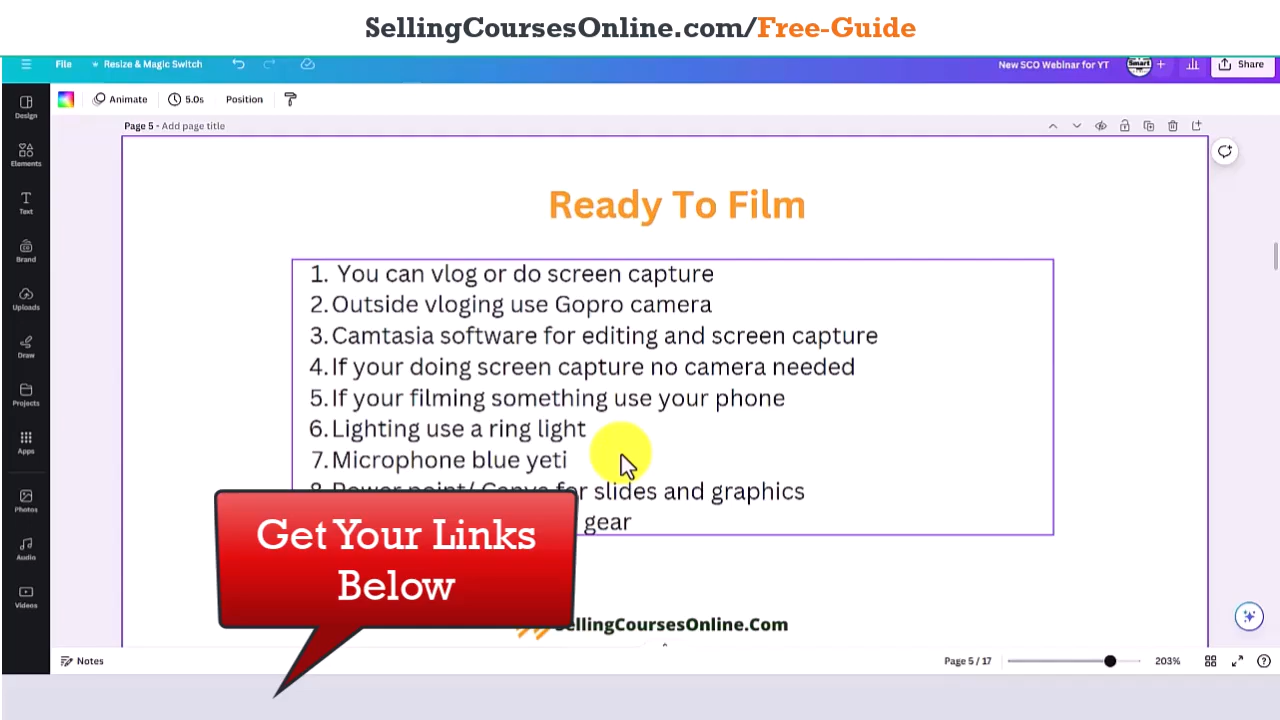 SellingCoursesOnline.com/Free-Guide
File Resize & Magic Switch New SCO Webinar for YT Smart + Share
Animate 5.0s Position
Design
Elements
Text
Brand
Uploads
Draw
Projects
Apps
Photos
Audio
Videos
Page 5 - Add page title
Ready To Film
1. You can vlog or do screen capture
2. Outside vloging use Gopro camera
3. Camtasia software for editing and screen capture
4. If your doing screen capture no camera needed
5. If your filming something use your phone
6. Lighting use a ring light
7. Microphone blue yeti
8. Power point/ Canva for slides and graphics
gear
Get Your Links
Below
SellingCoursesOnline.Com
Notes Page 5 / 17 203%